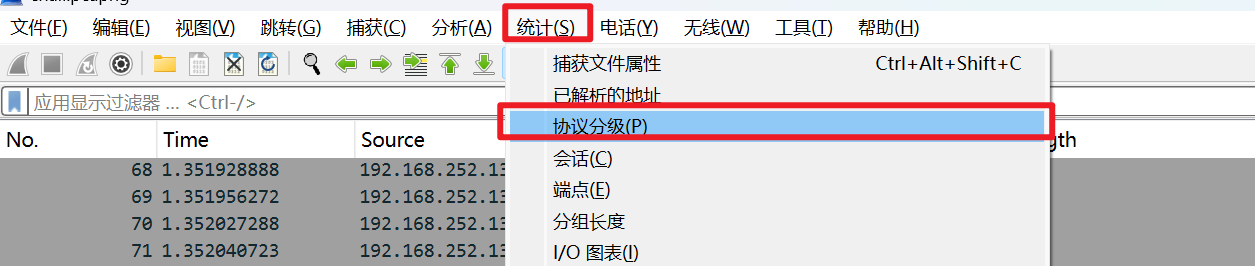 文件(F) 编辑(E) 视图(V) 跳转(G) 捕获(C) 分析(A) 统计(S) 电话(Y) 无线(W) 工具(T) 帮助(H)
捕获文件属性 Ctrl+Alt+Shift+C
应用显示过滤器 … <Ctrl-/>
已解析的地址
协议分级(P)
No. Time Source
会话(C)
68 1.351928888 192.168.252.13
端点(E)
69 1.351956272 192.168.252.13
分组长度
70 1.352027288 192.168.252.13
I/O 图表(I)
71 1.352040723 192.168.252.13